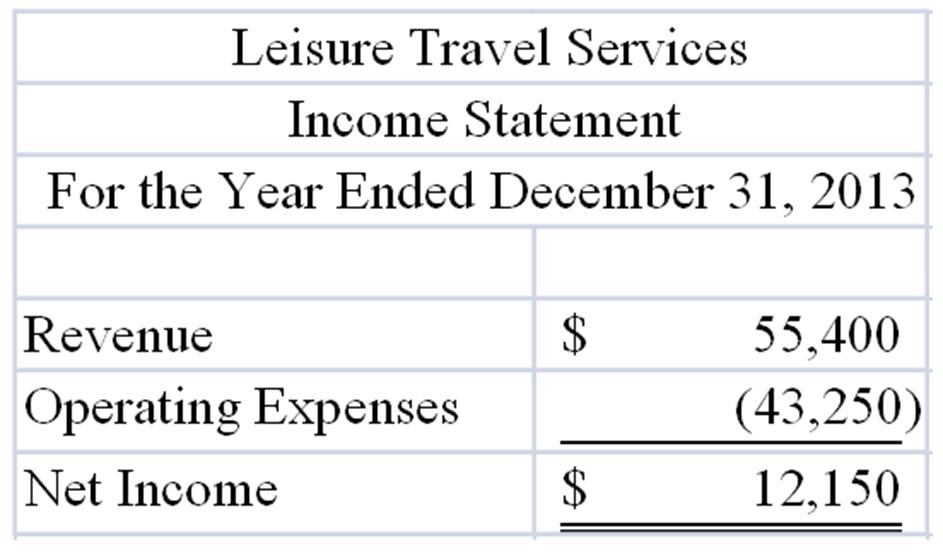 Leisure Travel Services
Income Statement
For the Year Ended December 31, 2013
Revenue $ 55,400
Operating Expenses (43,250)
Net Income $ 12,150